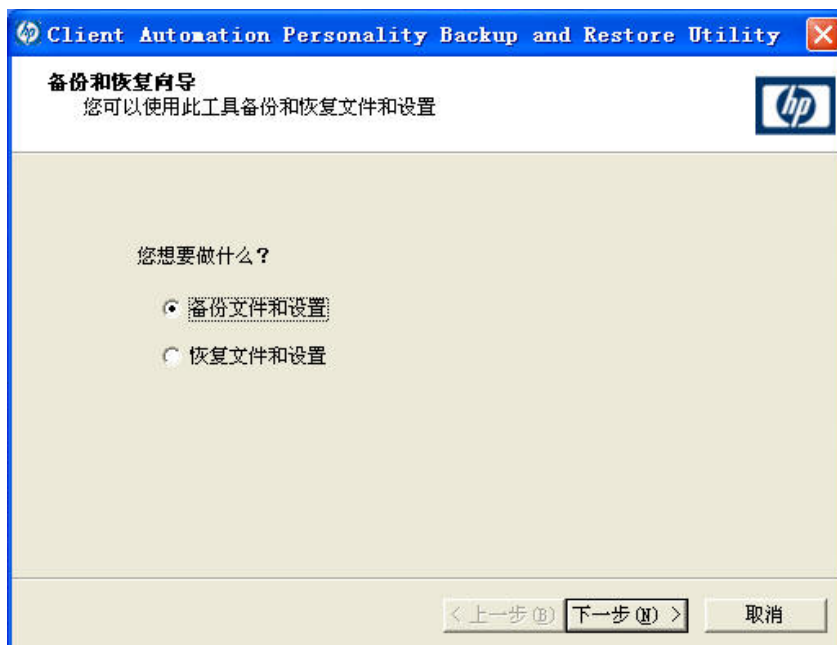 Client Automation Personality Backup and Restore Utility
备份和恢复向导
您可以使用此工具备份和恢复文件和设置
hp
您想要做什么？
备份文件和设置
恢复文件和设置
< 上一步(B) 下一步(N) > 取消